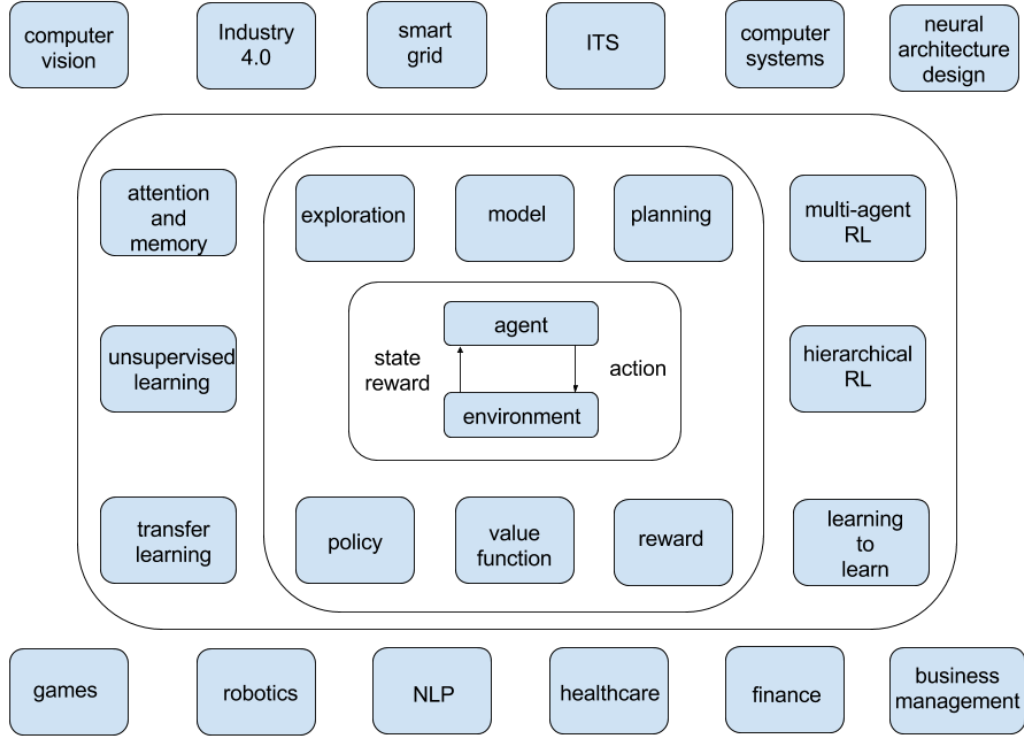 computer
vision
Industry
4.0
smart
grid
ITS
computer
systems
neural
architecture
design
attention
and
memory
exploration
model
planning
multi-agent
RL
agent
state
reward
action
environment
unsupervised
learning
hierarchical
RL
transfer
learning
policy
value
function
reward
learning
to
learn
games
robotics
NLP
healthcare
finance
business
management